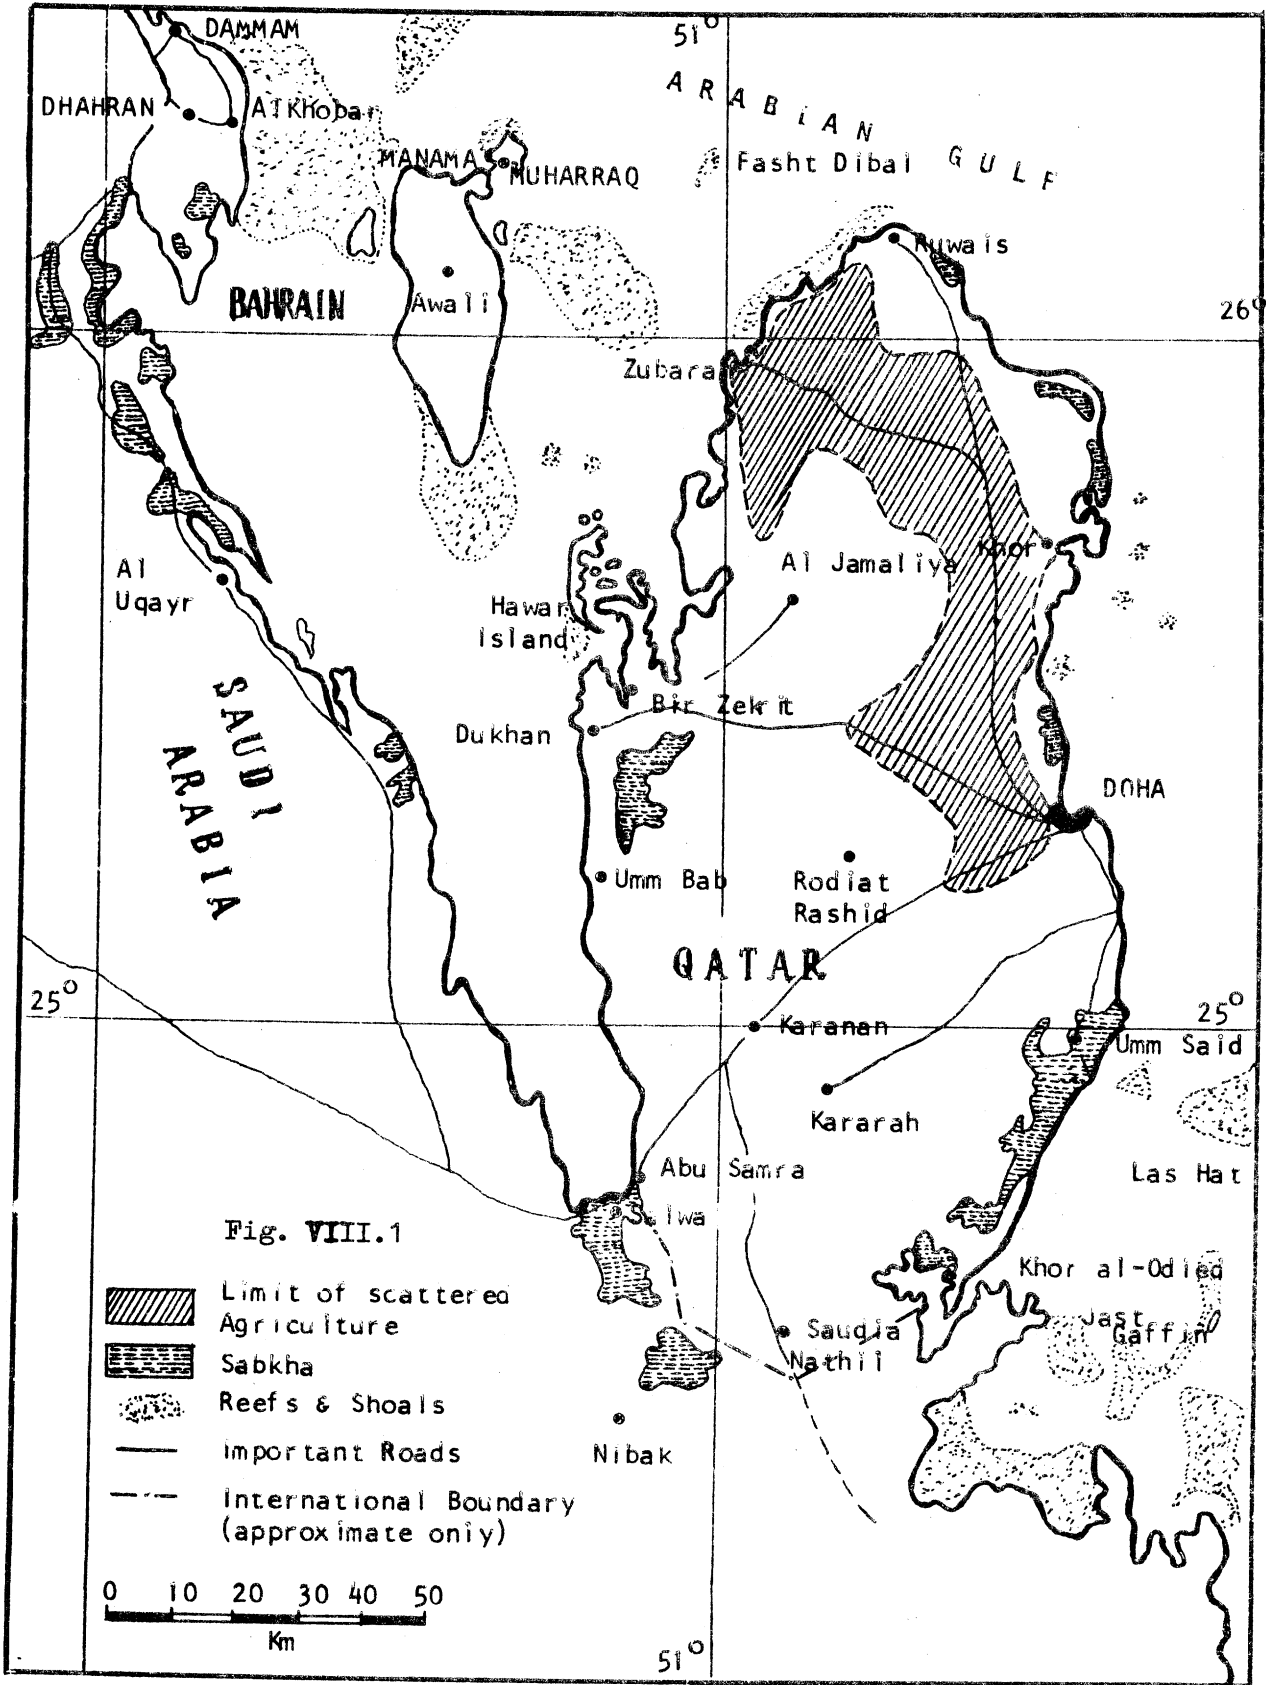 51°
DAMMAM
DHAHRAN
Al Khobar
ARABIAN GULF
MANAMA
MUHARRAQ
Fasht Dibal
Ruwais
BAHRAIN
Awali
26°
Zubara
Al Jamaliya
Khor
Al
Uqayr
Hawar
Island
SAUDI
ARABIA
Bir Zekrit
Dukhan
DOHA
Umm Bab
Rodiat
Rashid
QATAR
25°
25°
Karanan
Umm Said
Kararah
Abu Samra
Las Hat
Salwa
Fig. VIII.1
Khor al-Odied
Limit of scattered
Agriculture
Jast
Gaffin
Saudia
Nathil
Sabkha
Reefs & Shoals
Important Roads
Nibak
International Boundary
(approximate only)
0 10 20 30 40 50
Km
51°